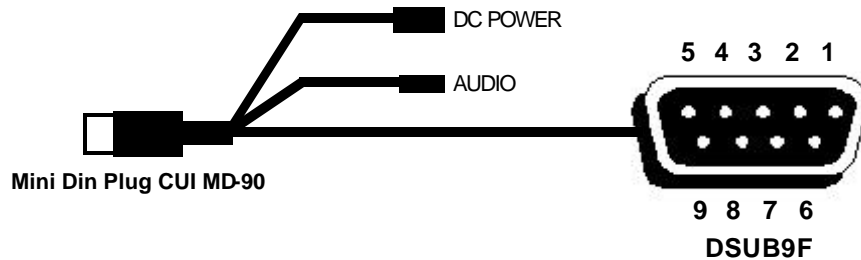 DC POWER
5 4 3 2 1
AUDIO
Mini Din Plug CUI MD-90
9 8 7 6
DSUB9F